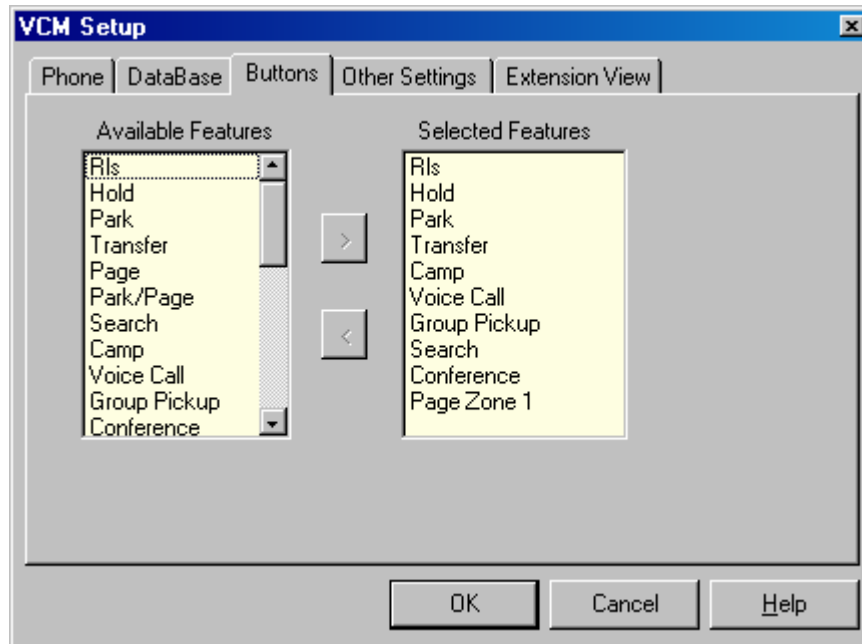 VCM Setup
Phone DataBase Buttons Other Settings Extension View
Available Features
Rls
Hold
Park
Transfer
Page
Park/Page
Search
Camp
Voice Call
Group Pickup
Conference
>
<
Selected Features
Rls
Hold
Park
Transfer
Camp
Voice Call
Group Pickup
Search
Conference
Page Zone 1
OK Cancel Help